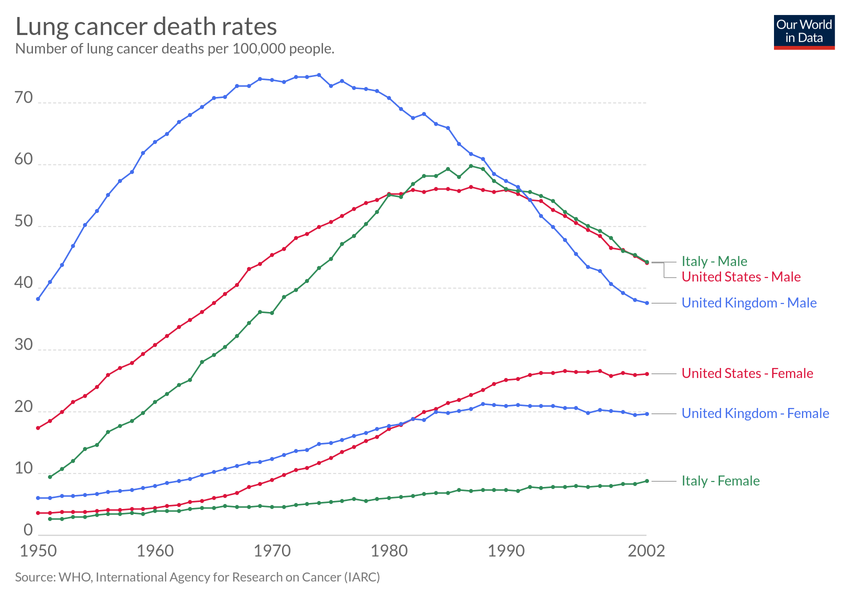 Lung cancer death rates
Number of lung cancer deaths per 100,000 people.
Our World
in Data
70
60
50
40
30
20
10
0
Italy - Male
United States - Male
United Kingdom - Male
United States - Female
United Kingdom - Female
Italy - Female
1950 1960 1970 1980 1990 2002
Source: WHO, International Agency for Research on Cancer (IARC)